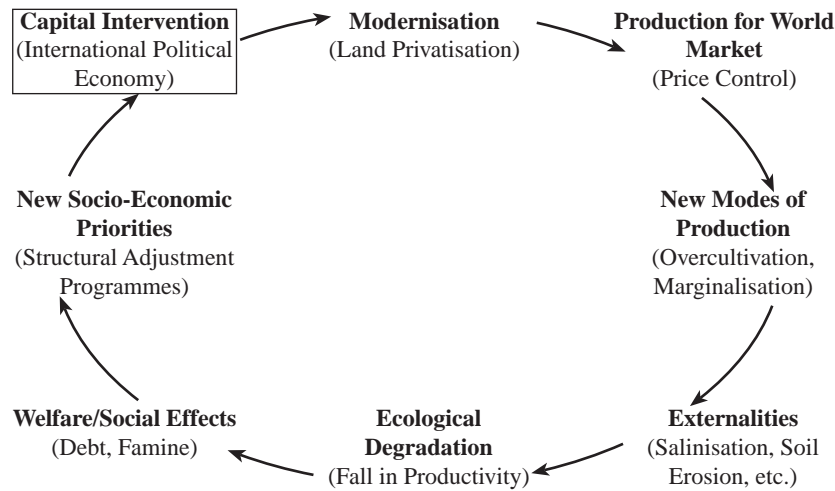 Capital Intervention
(International Political
Economy)
Modernisation
(Land Privatisation)
Production for World
Market
(Price Control)
New Modes of
Production
(Overcultivation,
Marginalisation)
Externalities
(Salinisation, Soil
Erosion, etc.)
Ecological
Degradation
(Fall in Productivity)
Welfare/Social Effects
(Debt, Famine)
New Socio-Economic
Priorities
(Structural Adjustment
Programmes)